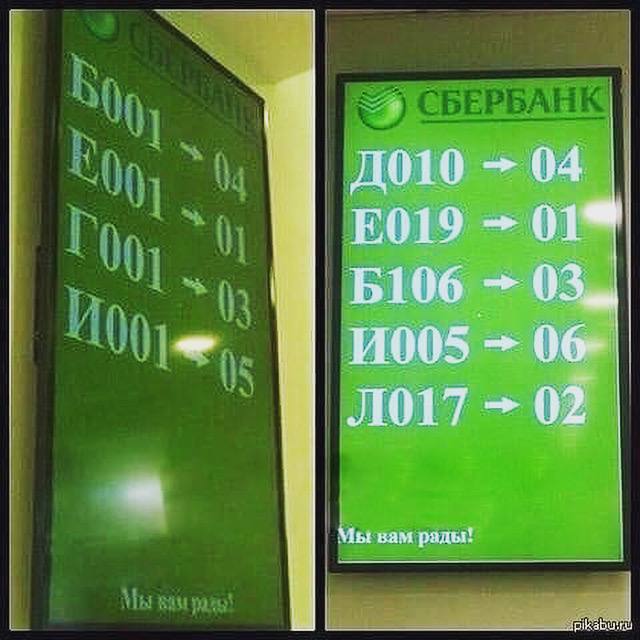 СБЕРБАНК
Б001 → 04
Е001 → 01
Г001 → 03
И001 → 05
Мы вам рады!
СБЕРБАНК
Д010 → 04
Е019 → 01
Б106 → 03
И005 → 06
Л017 → 02
Мы вам рады!
pikabu.ru